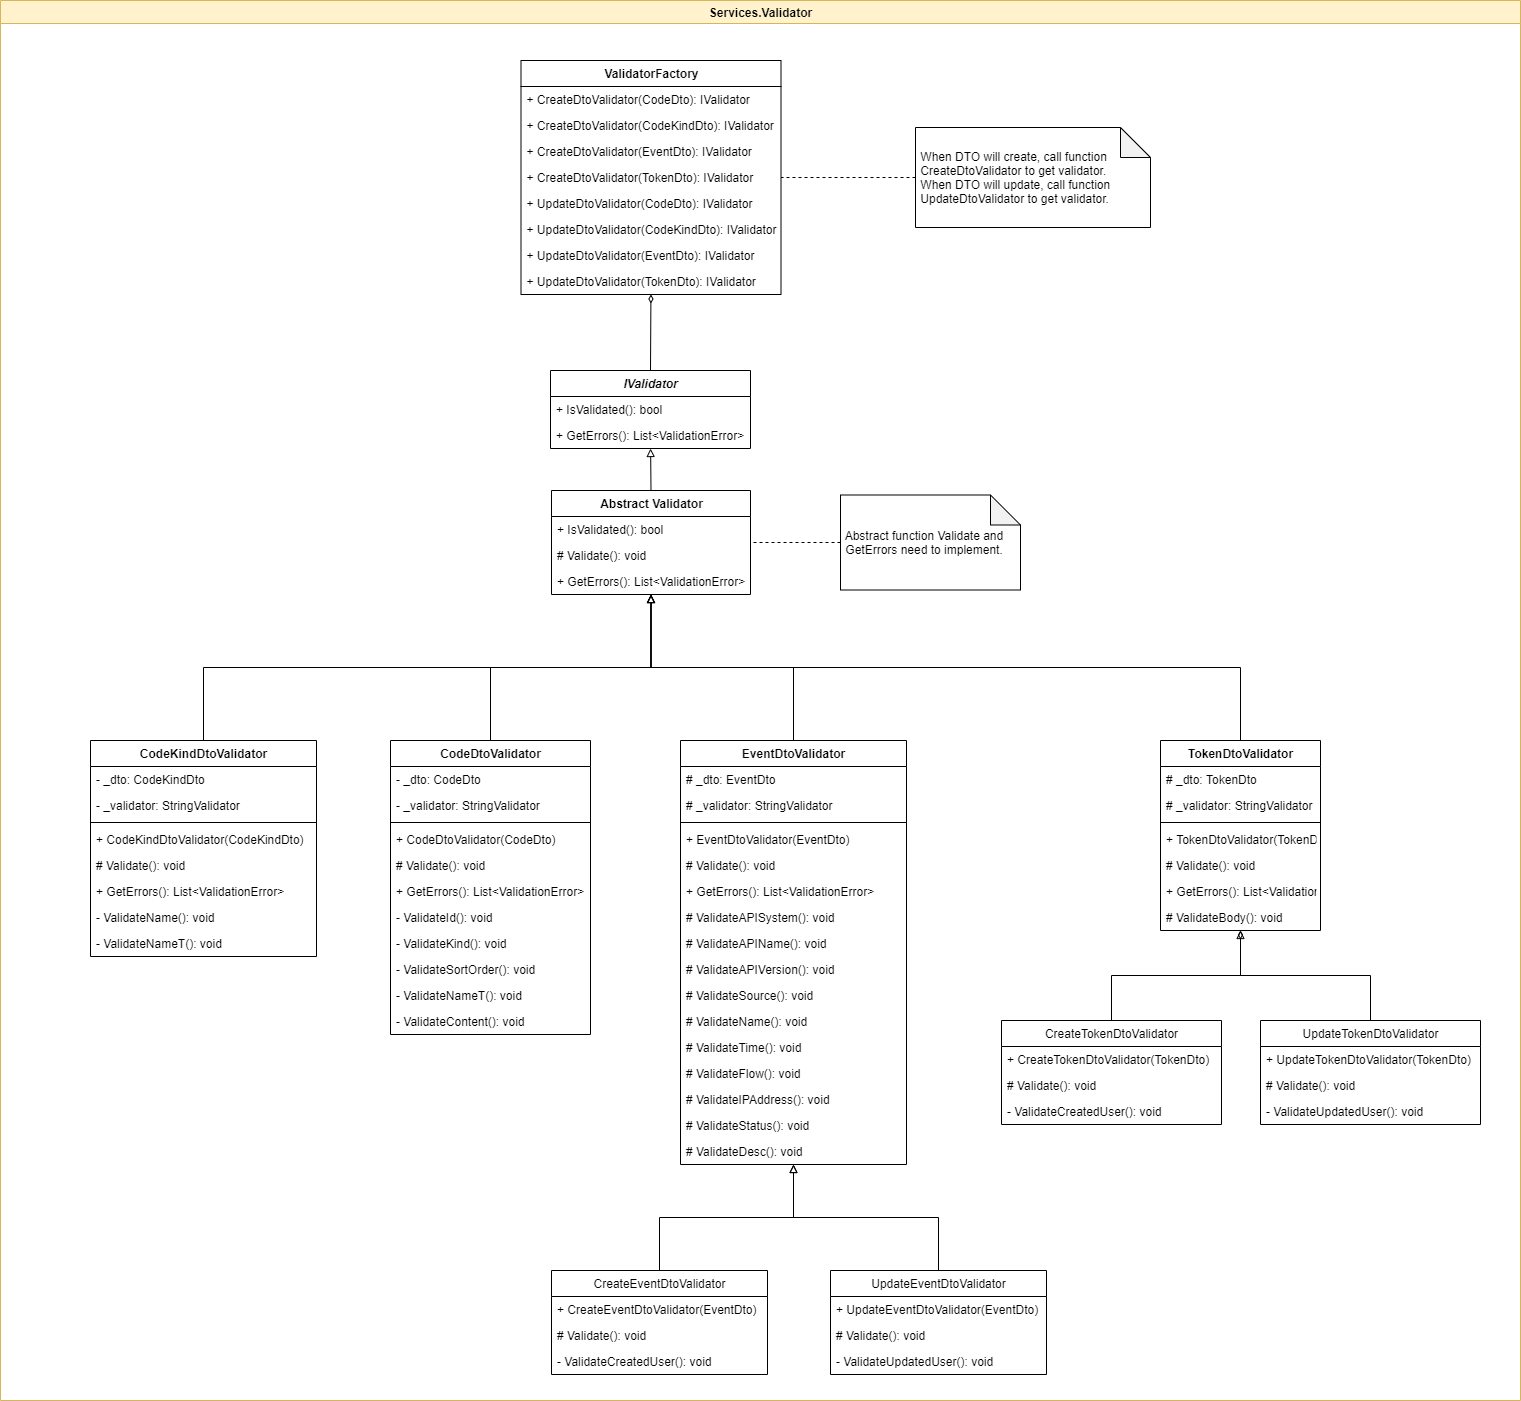 Services.Validator
ValidatorFactory
+ CreateDtoValidator(CodeDto): IValidator
+ CreateDtoValidator(CodeKindDto): IValidator
+ CreateDtoValidator(EventDto): IValidator
+ CreateDtoValidator(TokenDto): IValidator
+ UpdateDtoValidator(CodeDto): IValidator
+ UpdateDtoValidator(CodeKindDto): IValidator
+ UpdateDtoValidator(EventDto): IValidator
+ UpdateDtoValidator(TokenDto): IValidator
When DTO will create, call function
CreateDtoValidator to get validator.
When DTO will update, call function
UpdateDtoValidator to get validator.
IValidator
+ IsValidated(): bool
+ GetErrors(): List<ValidationError>
Abstract Validator
+ IsValidated(): bool
# Validate(): void
+ GetErrors(): List<ValidationError>
Abstract function Validate and
GetErrors need to implement.
CodeKindDtoValidator
- _dto: CodeKindDto
- _validator: StringValidator
+ CodeKindDtoValidator(CodeKindDto)
# Validate(): void
+ GetErrors(): List<ValidationError>
- ValidateName(): void
- ValidateNameT(): void
CodeDtoValidator
- _dto: CodeDto
- _validator: StringValidator
+ CodeDtoValidator(CodeDto)
# Validate(): void
+ GetErrors(): List<ValidationError>
- ValidateId(): void
- ValidateKind(): void
- ValidateSortOrder(): void
- ValidateNameT(): void
- ValidateContent(): void
EventDtoValidator
# _dto: EventDto
# _validator: StringValidator
+ EventDtoValidator(EventDto)
# Validate(): void
+ GetErrors(): List<ValidationError>
# ValidateAPISystem(): void
# ValidateAPIName(): void
# ValidateAPIVersion(): void
# ValidateSource(): void
# ValidateName(): void
# ValidateTime(): void
# ValidateFlow(): void
# ValidateIPAddress(): void
# ValidateStatus(): void
# ValidateDesc(): void
TokenDtoValidator
# _dto: TokenDto
# _validator: StringValidator
+ TokenDtoValidator(TokenD
# Validate(): void
+ GetErrors(): List<Validation
# ValidateBody(): void
CreateTokenDtoValidator
+ CreateTokenDtoValidator(TokenDto)
# Validate(): void
- ValidateCreatedUser(): void
UpdateTokenDtoValidator
+ UpdateTokenDtoValidator(TokenDto)
# Validate(): void
- ValidateUpdatedUser(): void
CreateEventDtoValidator
+ CreateEventDtoValidator(EventDto)
# Validate(): void
- ValidateCreatedUser(): void
UpdateEventDtoValidator
+ UpdateEventDtoValidator(EventDto)
# Validate(): void
- ValidateUpdatedUser(): void